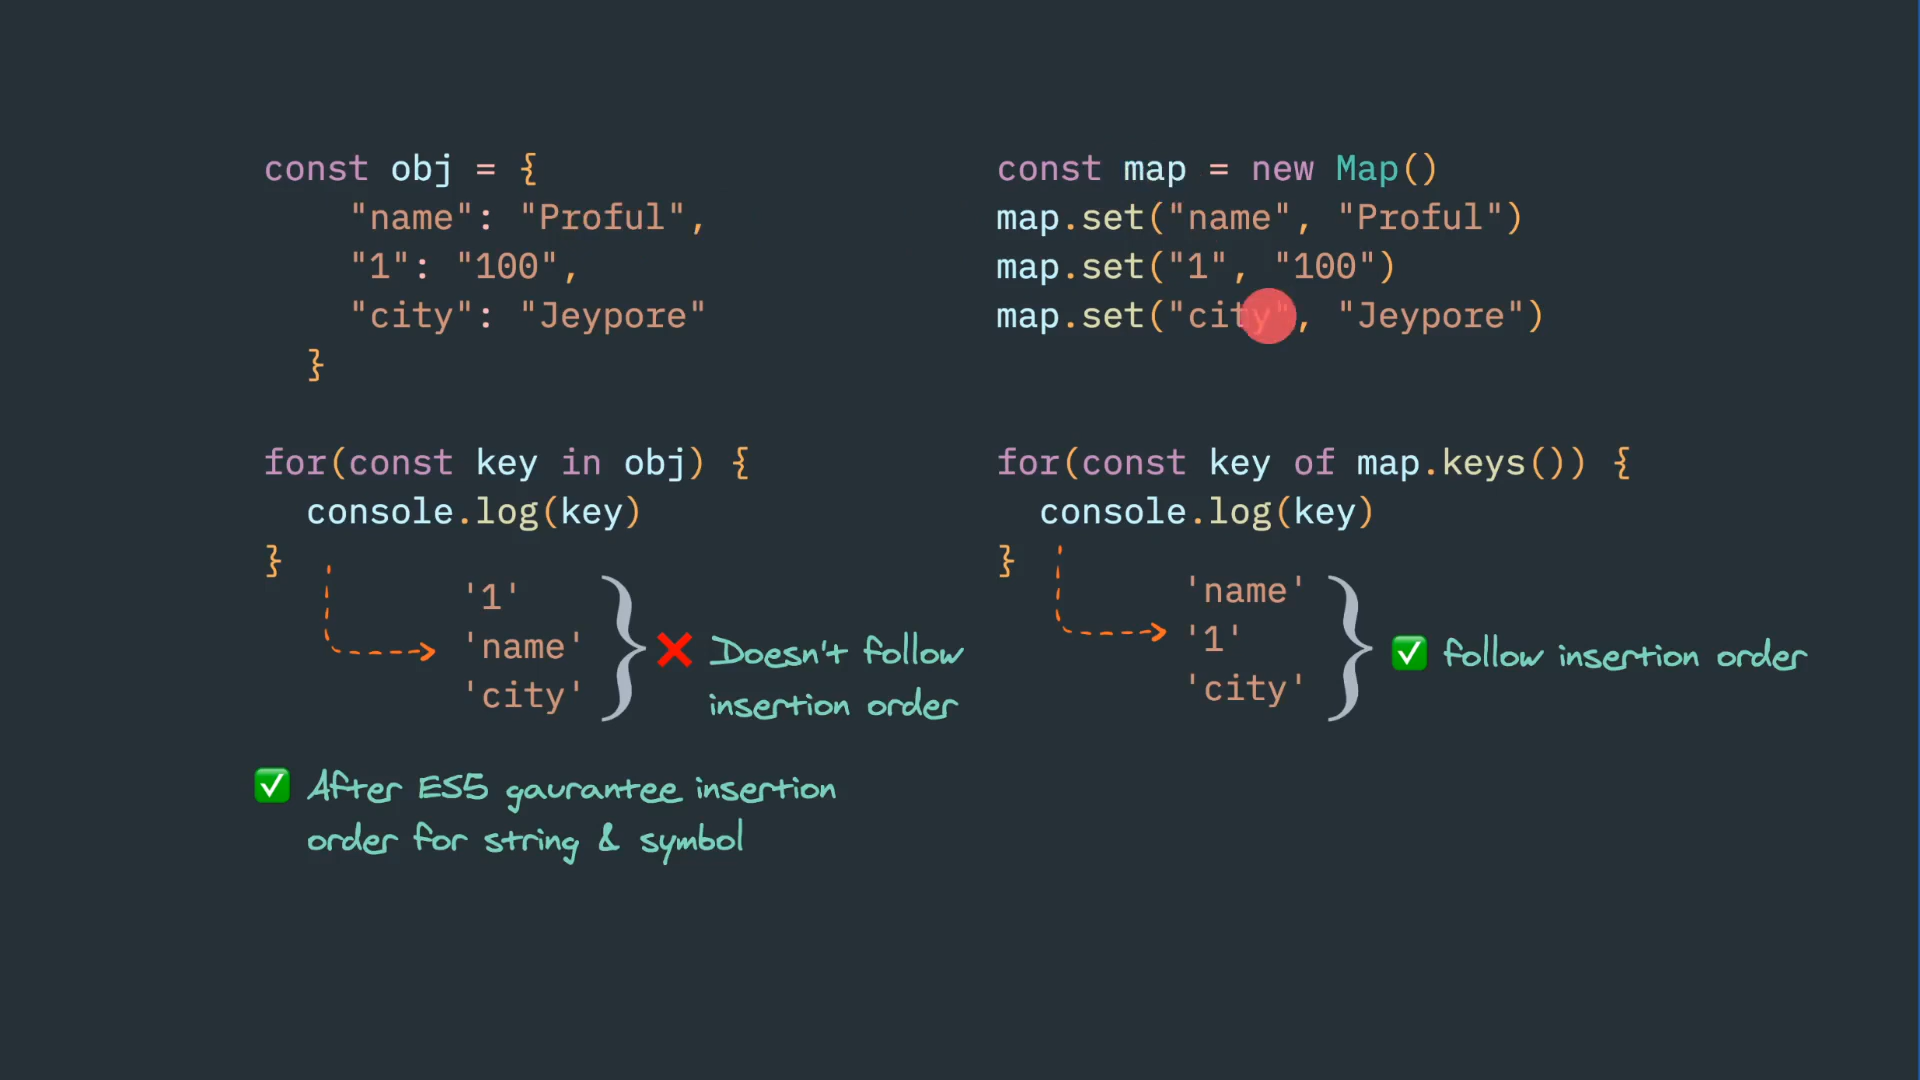 const obj = {
"name": "Proful",
"1": "100",
"city": "Jeypore"
}
for(const key in obj) {
console.log(key)
}
'1'
'name'
'city'
Doesn't follow
insertion order
After ES5 gaurantee insertion
order for string & symbol
const map = new Map()
map.set("name", "Proful")
map.set("1", "100")
map.set("city", "Jeypore")
for(const key of map.keys()) {
console.log(key)
}
'name'
'1'
'city'
follow insertion order